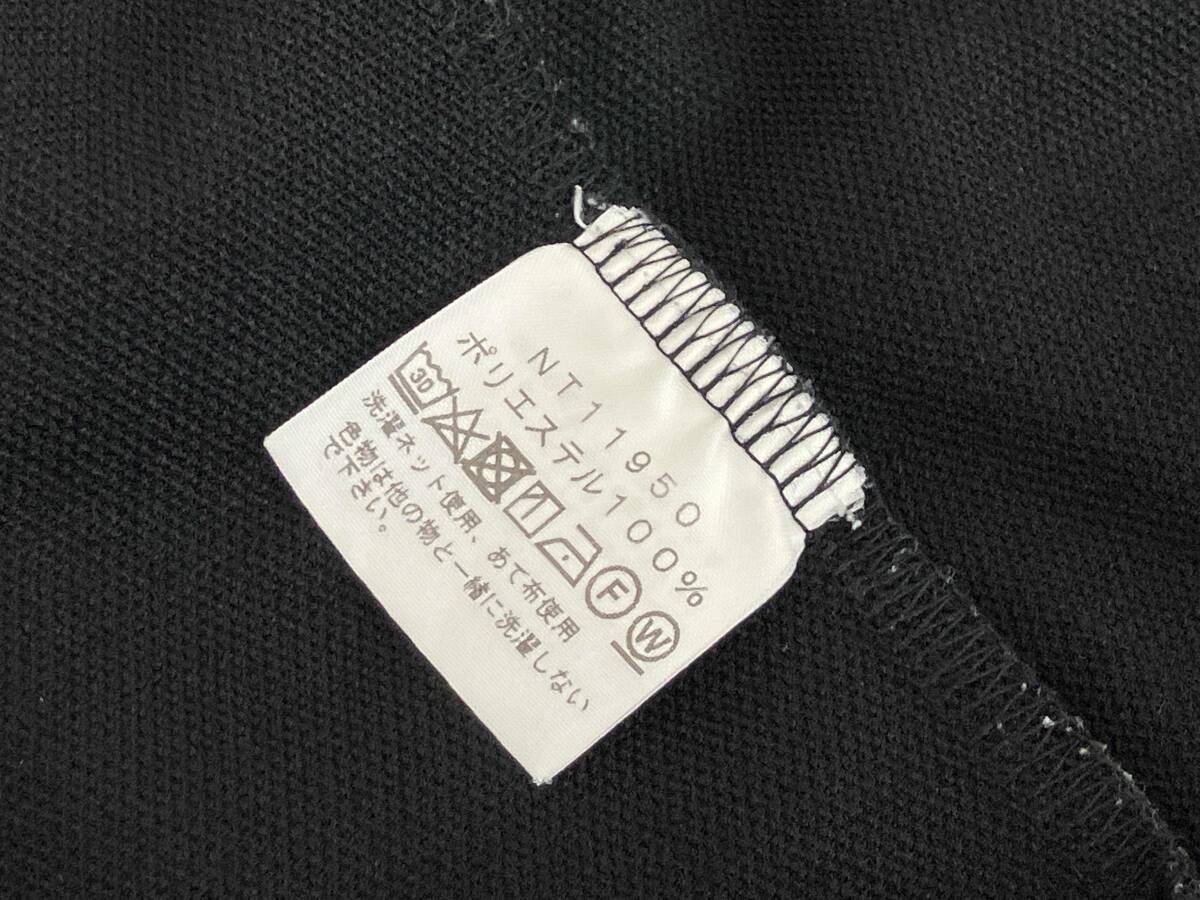 NT11950
ポリエステル100%
30 F W
洗濯ネット使用、あて布使用
色物は他の物と一緒に洗濯しない
で下さい。